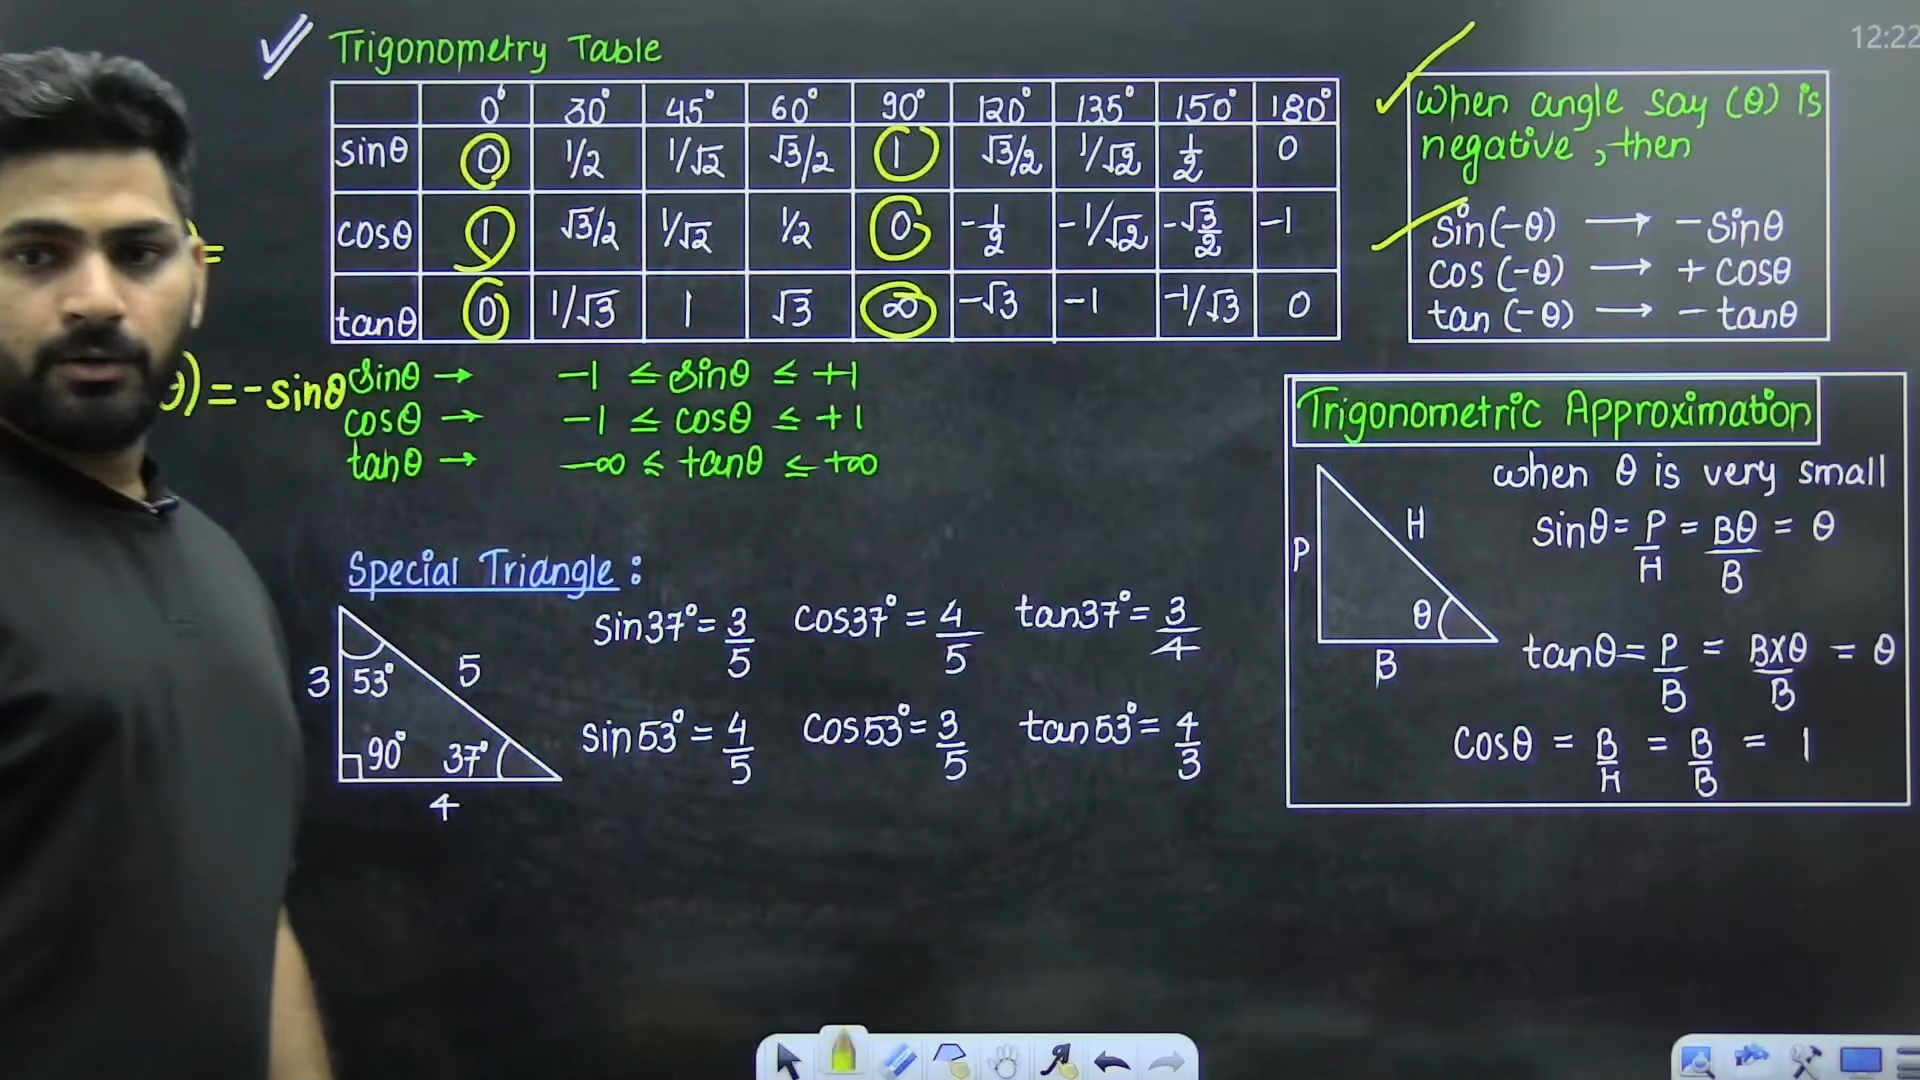 Trigonometry Table
12:22
0° 30° 45° 60° 90° 120° 135° 150° 180°
sinθ 0 1/2 1/√2 √3/2 1 √3/2 1/√2 1/2 0
cosθ 1 √3/2 1/√2 1/2 0 -1/2 -1/√2 -√3/2 -1
tanθ 0 1/√3 1 √3 ∞ -√3 -1 -1/√3 0
When angle say (θ) is
negative, then
sin(-θ) → - sinθ
cos (-θ) → + cosθ
tan (-θ) → - tanθ
=
θ) = - sinθ
sinθ → -1 ≤ sinθ ≤ +1
cosθ → -1 ≤ cosθ ≤ +1
tanθ → -∞ ≤ tanθ ≤ +∞
Special Triangle :
3 53° 5
90° 37°
4
sin37° = 3/5 cos37° = 4/5 tan37° = 3/4
sin53° = 4/5 cos53° = 3/5 tan53° = 4/3
Trigonometric Approximation
when θ is very small
P H θ B
sinθ = P/H = Bθ/B = θ
tanθ = P/B = B×θ/B = θ
cosθ = B/H = B/B = 1